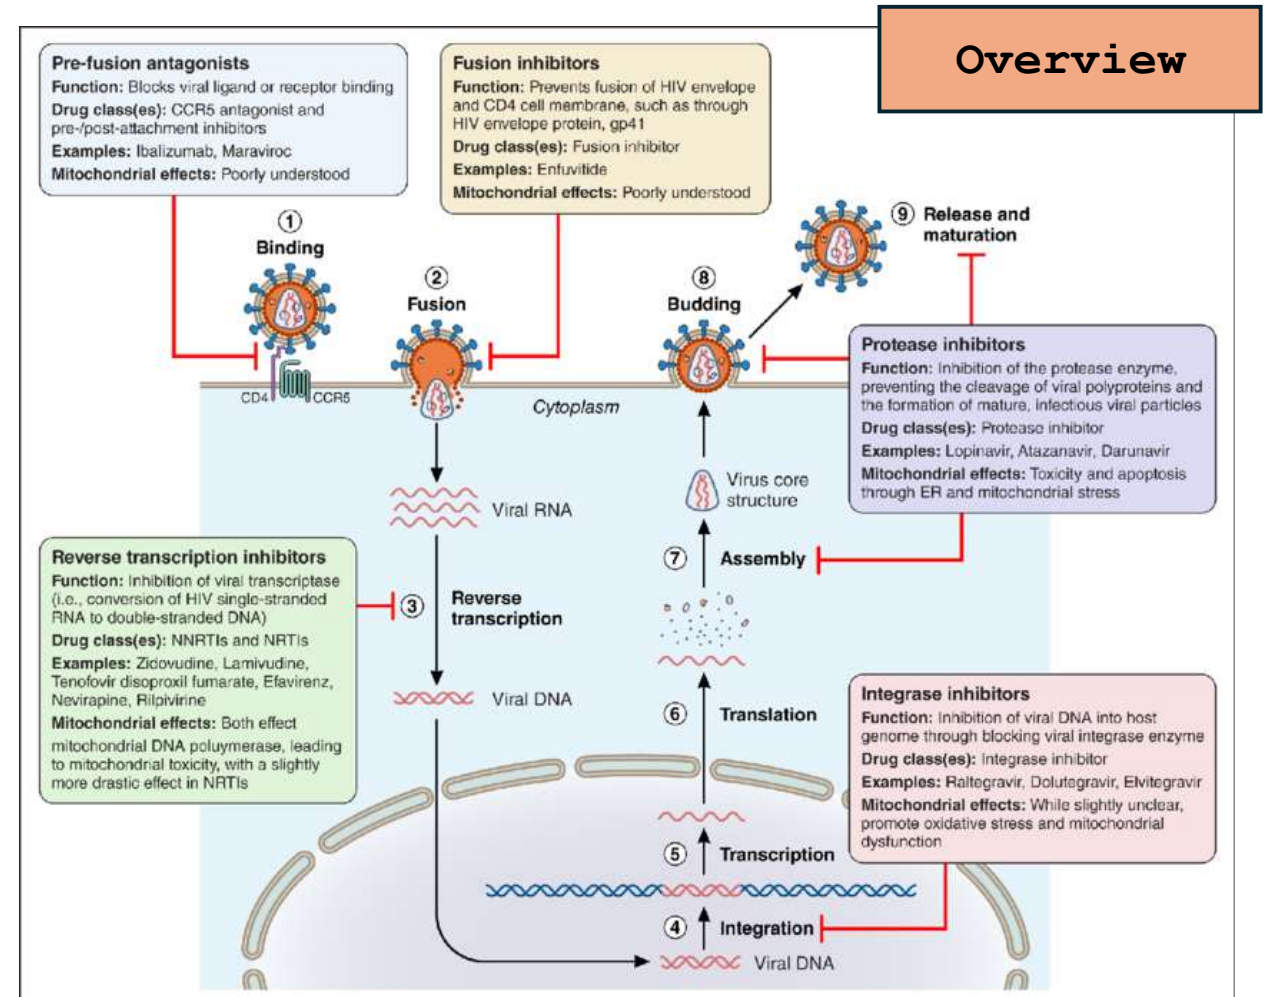 Overview
Pre-fusion antagonists
Function: Blocks viral ligand or receptor binding
Drug class(es): CCR5 antagonist and
pre-/post-attachment inhibitors
Examples: Ibalizumab, Maraviroc
Mitochondrial effects: Poorly understood
Fusion inhibitors
Function: Prevents fusion of HIV envelope
and CD4 cell membrane, such as through
HIV envelope protein, gp41
Drug class(es): Fusion inhibitor
Examples: Enfuvitide
Mitochondrial effects: Poorly understood
1
Binding
2
Fusion
8
Budding
9 Release and
maturation
CD4
CCR5
Cytoplasm
Protease inhibitors
Function: Inhibition of the protease enzyme,
preventing the cleavage of viral polyproteins and
the formation of mature, infectious viral particles
Drug class(es): Protease inhibitor
Examples: Lopinavir, Atazanavir, Darunavir
Mitochondrial effects: Toxicity and apoptosis
through ER and mitochondrial stress
Viral RNA
Virus core
structure
7 Assembly
Reverse transcription inhibitors
Function: Inhibition of viral transcriptase
(i.e., conversion of HIV single-stranded
RNA to double-stranded DNA)
Drug class(es): NNRTIs and NRTIs
Examples: Zidovudine, Lamivudine,
Tenofovir disoproxil fumarate, Efavirenz,
Nevirapine, Rilpivirine
Mitochondrial effects: Both effect
mitochondrial DNA poluymerase, leading
to mitochondrial toxicity, with a slightly
more drastic effect in NRTIs
3 Reverse
transcription
Viral DNA
6 Translation
Integrase inhibitors
Function: Inhibition of viral DNA into host
genome through blocking viral integrase enzyme
Drug class(es): Integrase inhibitor
Examples: Raltegravir, Dolutegravir, Elvitegravir
Mitochondrial effects: While slightly unclear,
promote oxidative stress and mitochondrial
dysfunction
5 Transcription
4 Integration
Viral DNA